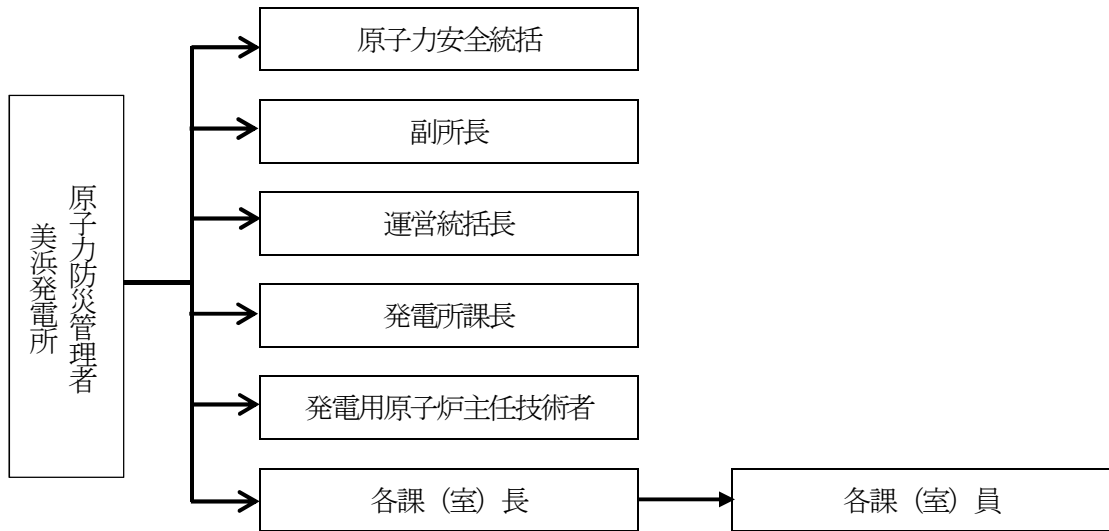 美浜発電所
原子力防災管理者
原子力安全統括
副所長
運営統括長
発電所課長
発電用原子炉主任技術者
各課（室）長
各課（室）員